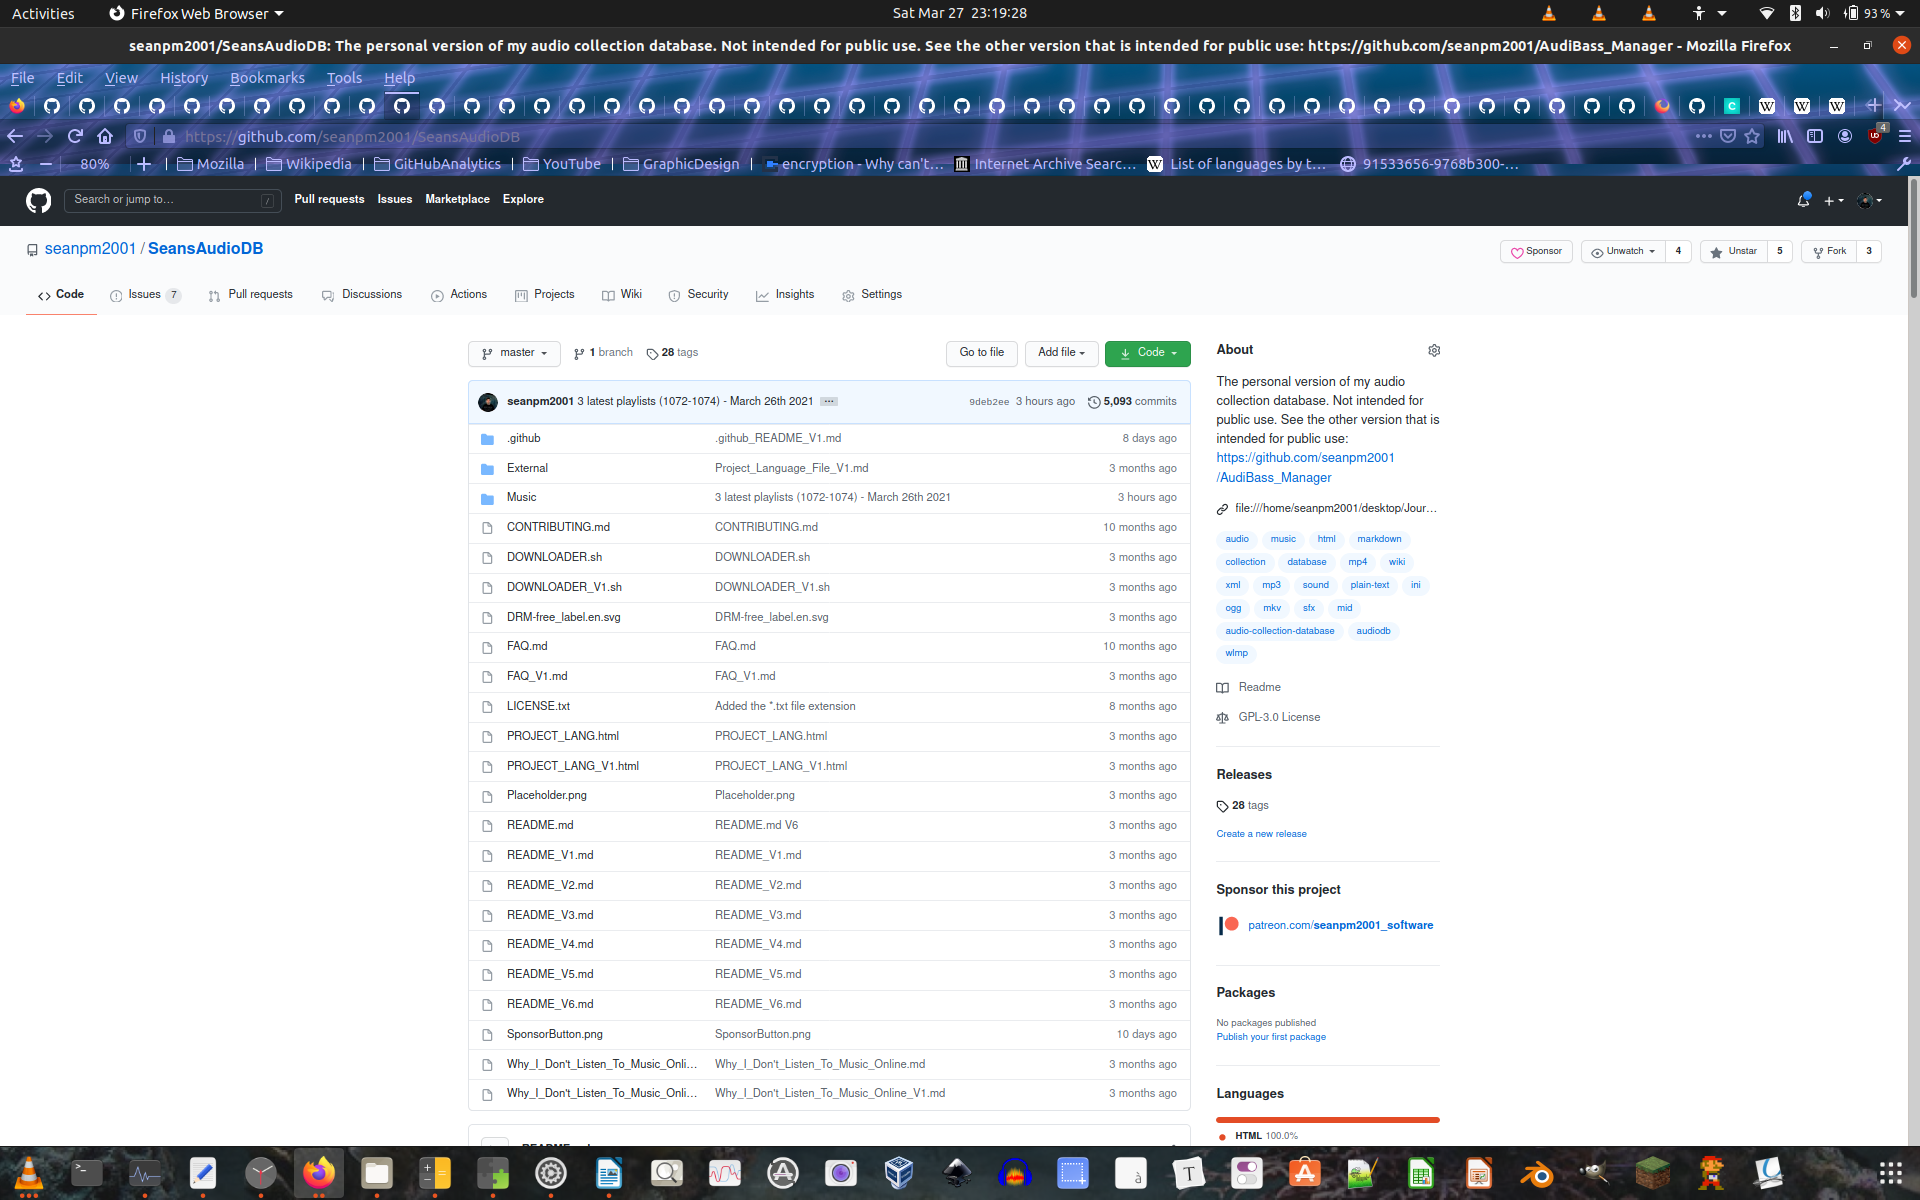 Activities Firefox Web Browser Sat Mar 27 23:19:28 93 %
seanpm2001/SeansAudioDB: The personal version of my audio collection database. Not intended for public use. See the other version that is intended for public use: https://github.com/seanpm2001/AudiBass_Manager - Mozilla Firefox
File Edit View History Bookmarks Tools Help
https://github.com/seanpm2001/SeansAudioDB 4
80% Mozilla Wikipedia GitHubAnalytics YouTube GraphicDesign encryption - Why can't… Internet Archive Searc… List of languages by t… 91533656-9768b300-…
Search or jump to… / Pull requests Issues Marketplace Explore
seanpm2001 / SeansAudioDB Sponsor Unwatch 4 Unstar 5 Fork 3
Code Issues 7 Pull requests Discussions Actions Projects Wiki Security Insights Settings
master 1 branch 28 tags Go to file Add file Code
seanpm2001 3 latest playlists (1072-1074) - March 26th 2021 9deb2ee 3 hours ago 5,093 commits
.github .github_README_V1.md 8 days ago
External Project_Language_File_V1.md 3 months ago
Music 3 latest playlists (1072-1074) - March 26th 2021 3 hours ago
CONTRIBUTING.md CONTRIBUTING.md 10 months ago
DOWNLOADER.sh DOWNLOADER.sh 3 months ago
DOWNLOADER_V1.sh DOWNLOADER_V1.sh 3 months ago
DRM-free_label.en.svg DRM-free_label.en.svg 3 months ago
FAQ.md FAQ.md 10 months ago
FAQ_V1.md FAQ_V1.md 3 months ago
LICENSE.txt Added the *.txt file extension 8 months ago
PROJECT_LANG.html PROJECT_LANG.html 3 months ago
PROJECT_LANG_V1.html PROJECT_LANG_V1.html 3 months ago
Placeholder.png Placeholder.png 3 months ago
README.md README.md V6 3 months ago
README_V1.md README_V1.md 3 months ago
README_V2.md README_V2.md 3 months ago
README_V3.md README_V3.md 3 months ago
README_V4.md README_V4.md 3 months ago
README_V5.md README_V5.md 3 months ago
README_V6.md README_V6.md 3 months ago
SponsorButton.png SponsorButton.png 10 days ago
Why_I_Don't_Listen_To_Music_Onli… Why_I_Don't_Listen_To_Music_Online.md 3 months ago
Why_I_Don't_Listen_To_Music_Onli… Why_I_Don't_Listen_To_Music_Online_V1.md 3 months ago
About
The personal version of my audio
collection database. Not intended for
public use. See the other version that is
intended for public use:
https://github.com/seanpm2001
/AudiBass_Manager
file:///home/seanpm2001/desktop/Jour…
audio music html markdown
collection database mp4 wiki
xml mp3 sound plain-text ini
ogg mkv sfx mid
audio-collection-database audiodb
wlmp
Readme
GPL-3.0 License
Releases
28 tags
Create a new release
Sponsor this project
patreon.com/seanpm2001_software
Packages
No packages published
Publish your first package
Languages
HTML 100.0%